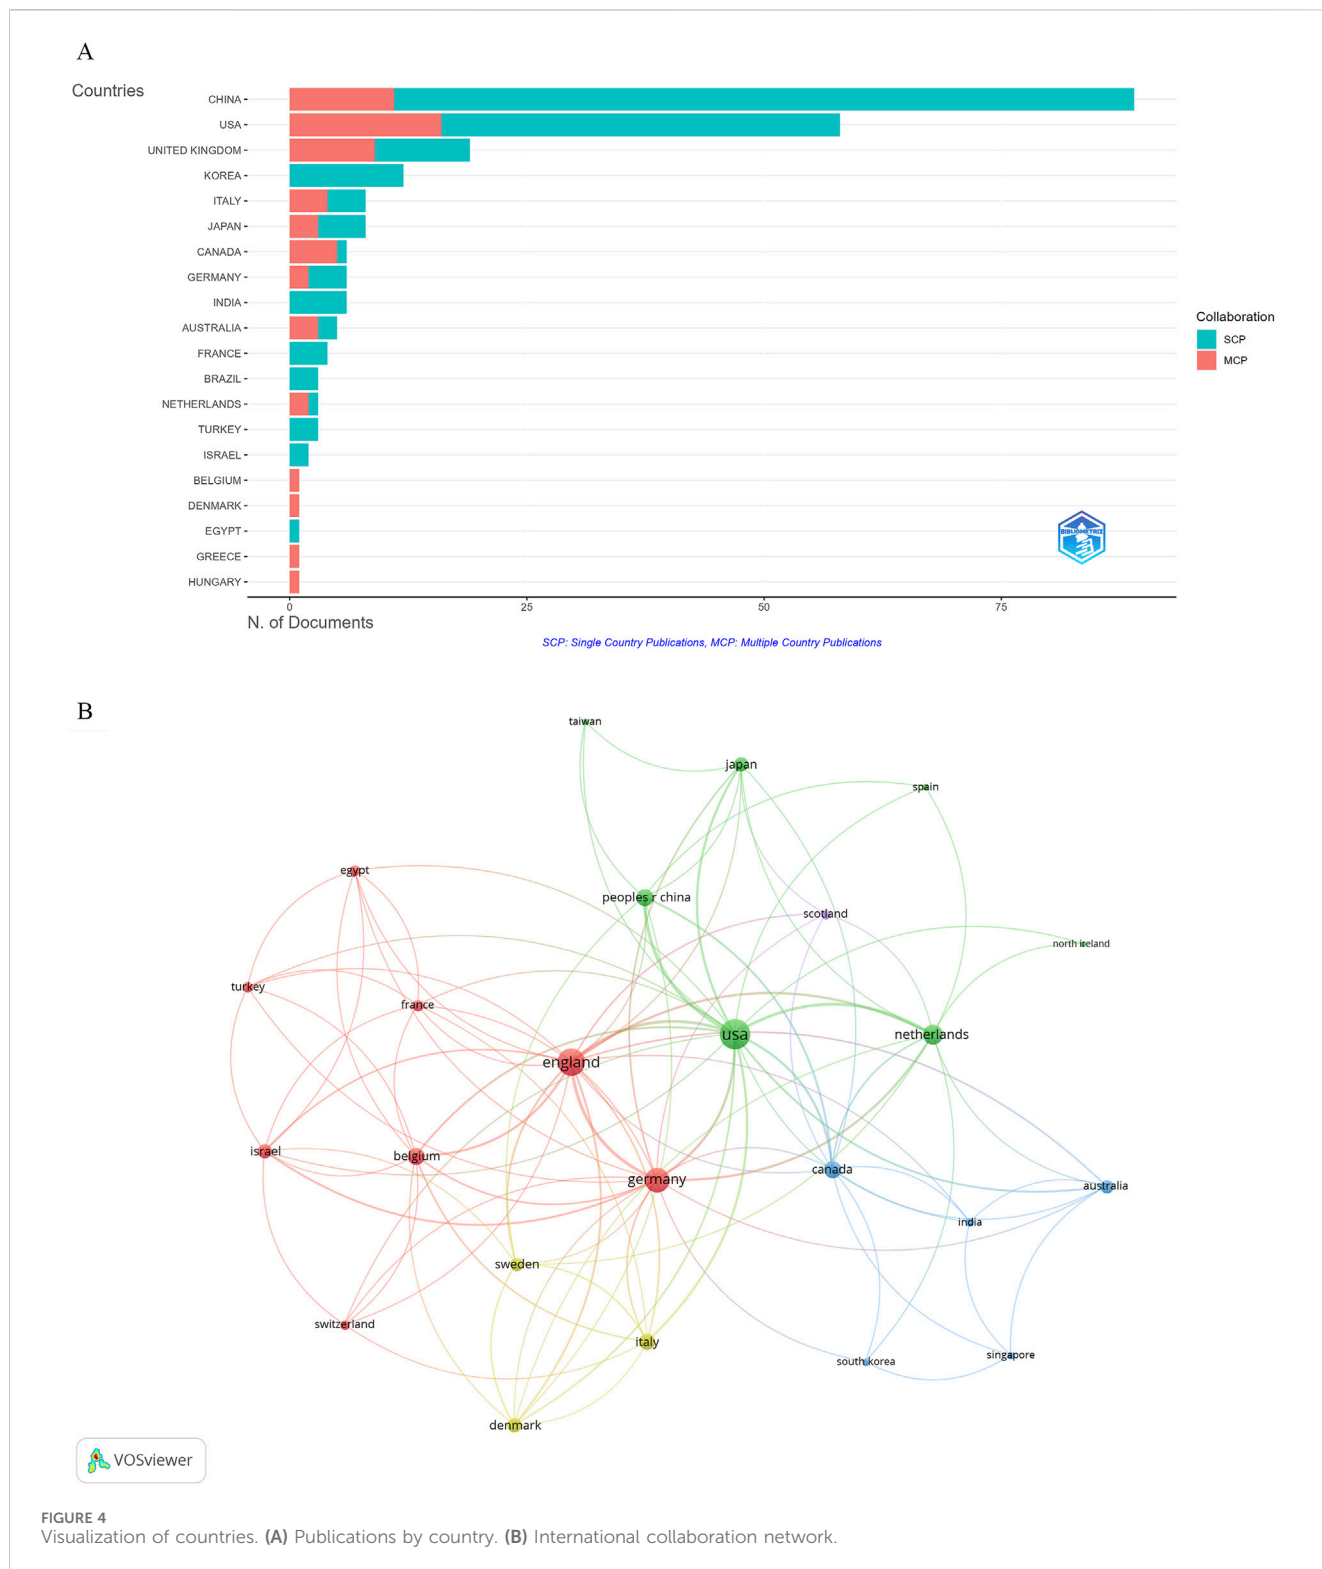 A
Countries
CHINA
USA
UNITED KINGDOM
KOREA
ITALY
JAPAN
CANADA
GERMANY
INDIA
AUSTRALIA
FRANCE
BRAZIL
NETHERLANDS
TURKEY
ISRAEL
BELGIUM
DENMARK
EGYPT
GREECE
HUNGARY
Collaboration
SCP
MCP
BIBLIOMETRIX
0 25 50 75
N. of Documents
SCP: Single Country Publications, MCP: Multiple Country Publications
B
taiwan
japan
spain
egypt
peoples r china
scotland
north ireland
turkey
france
usa
netherlands
england
israel
belgium
germany
canada
australia
india
sweden
switzerland
italy
south korea
singapore
denmark
VOSviewer
FIGURE 4
Visualization of countries. (A) Publications by country. (B) International collaboration network.